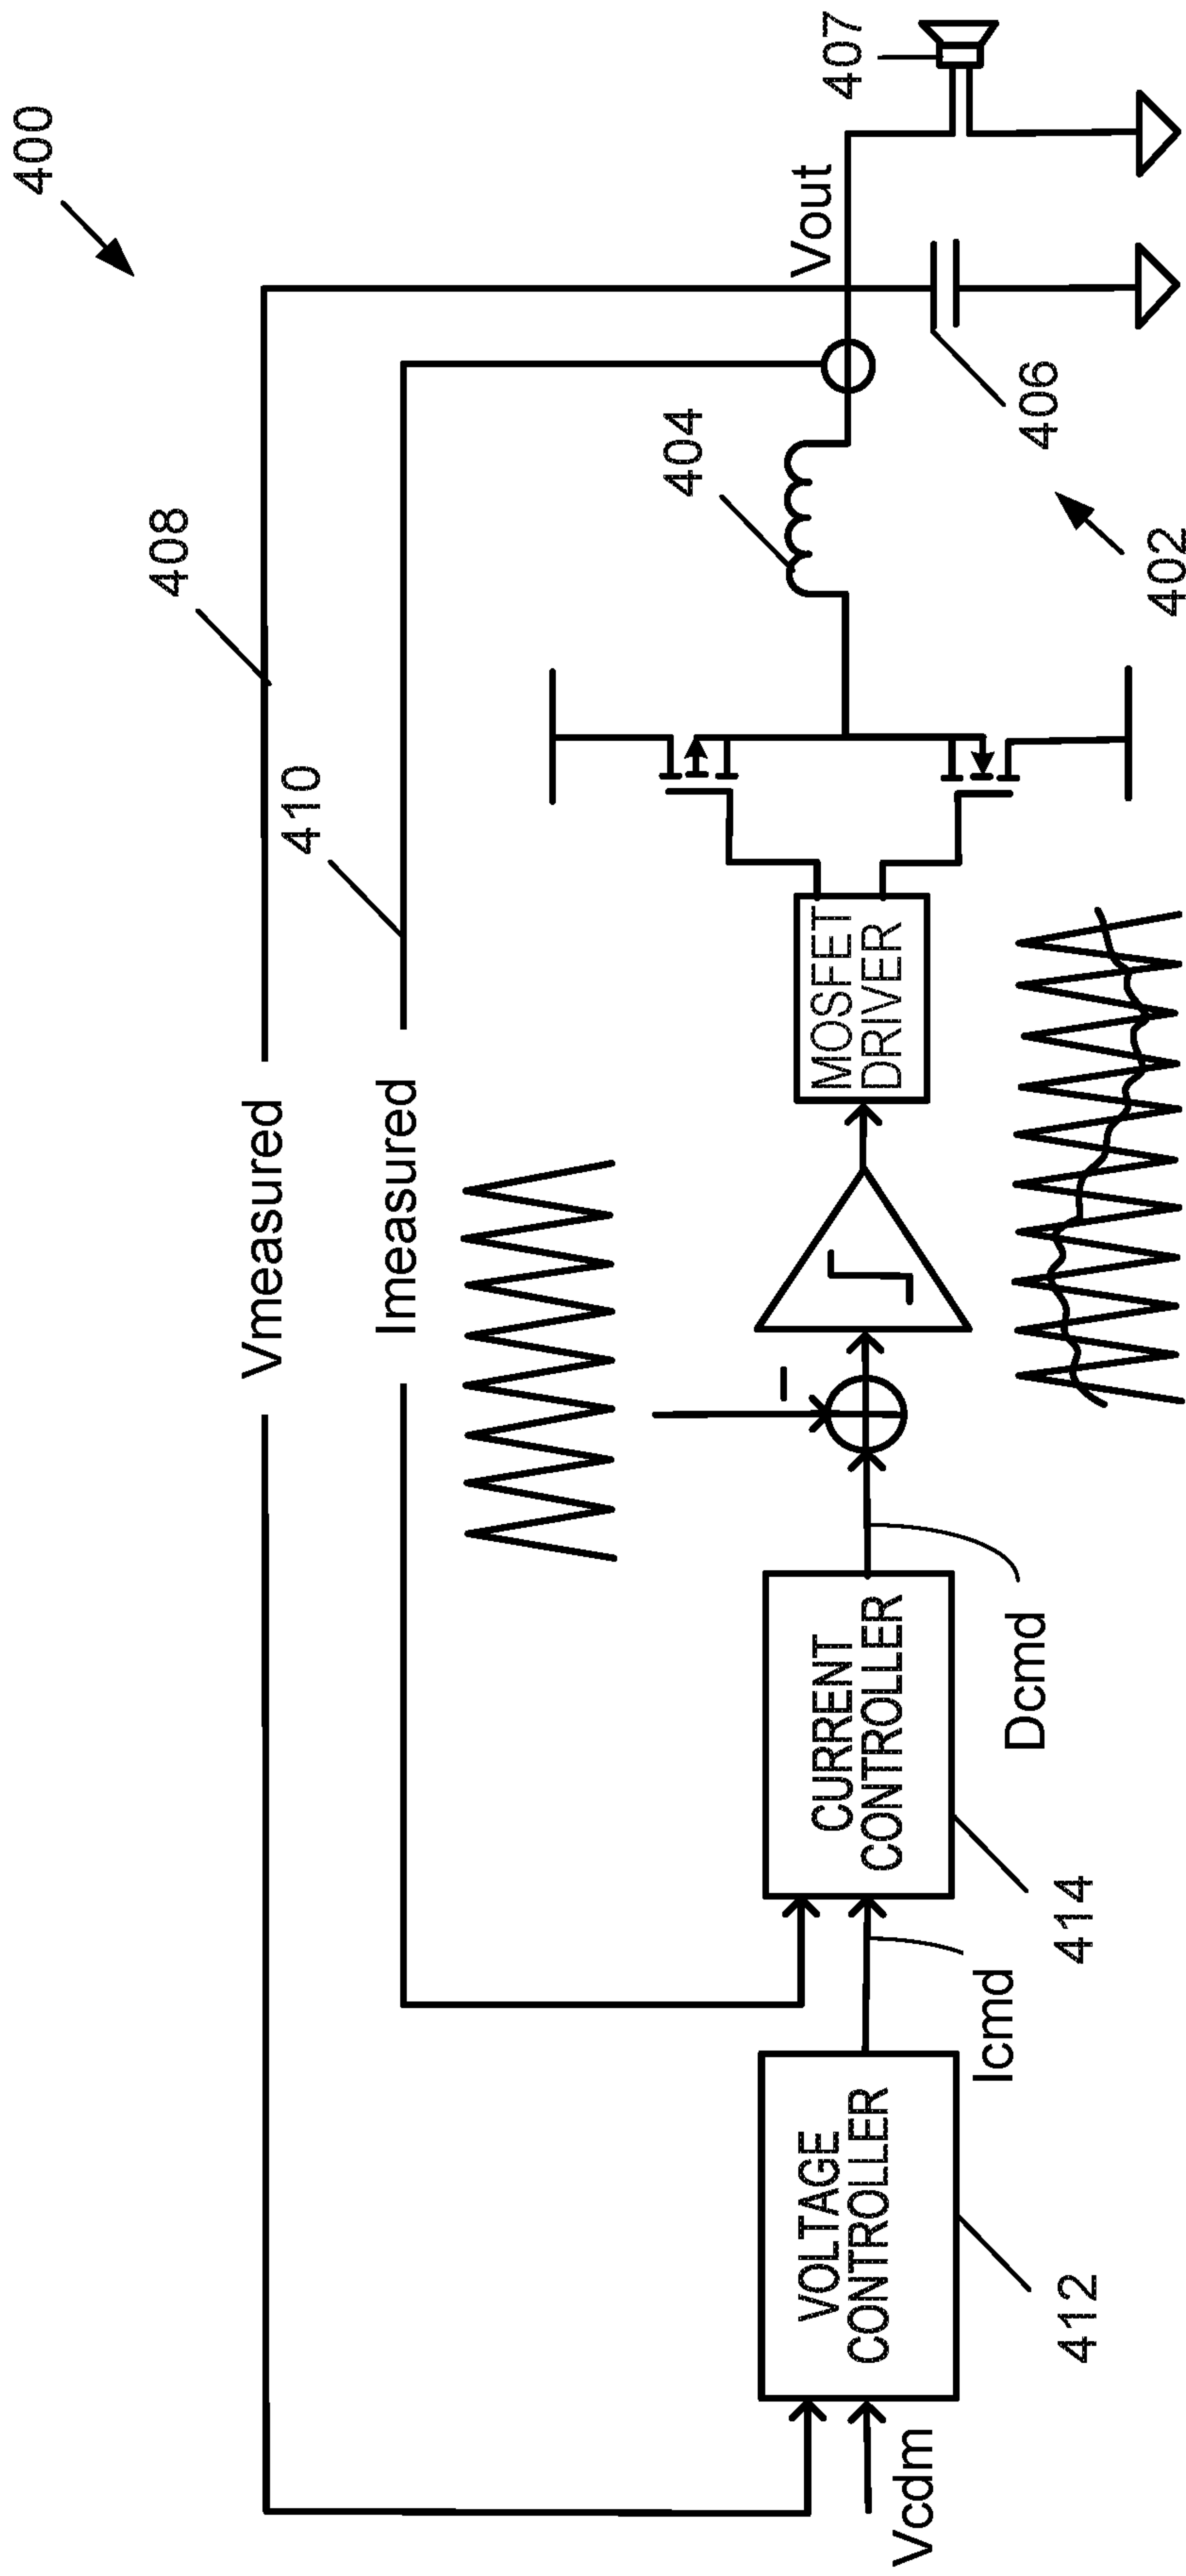 400
408
Vmeasured
410
Imeasured
404
Vout
407
406
402
MOSFET
DRIVER
CURRENT
CONTROLLER
VOLTAGE
CONTROLLER
Vcdm
Icmd
Dcmd
412
414